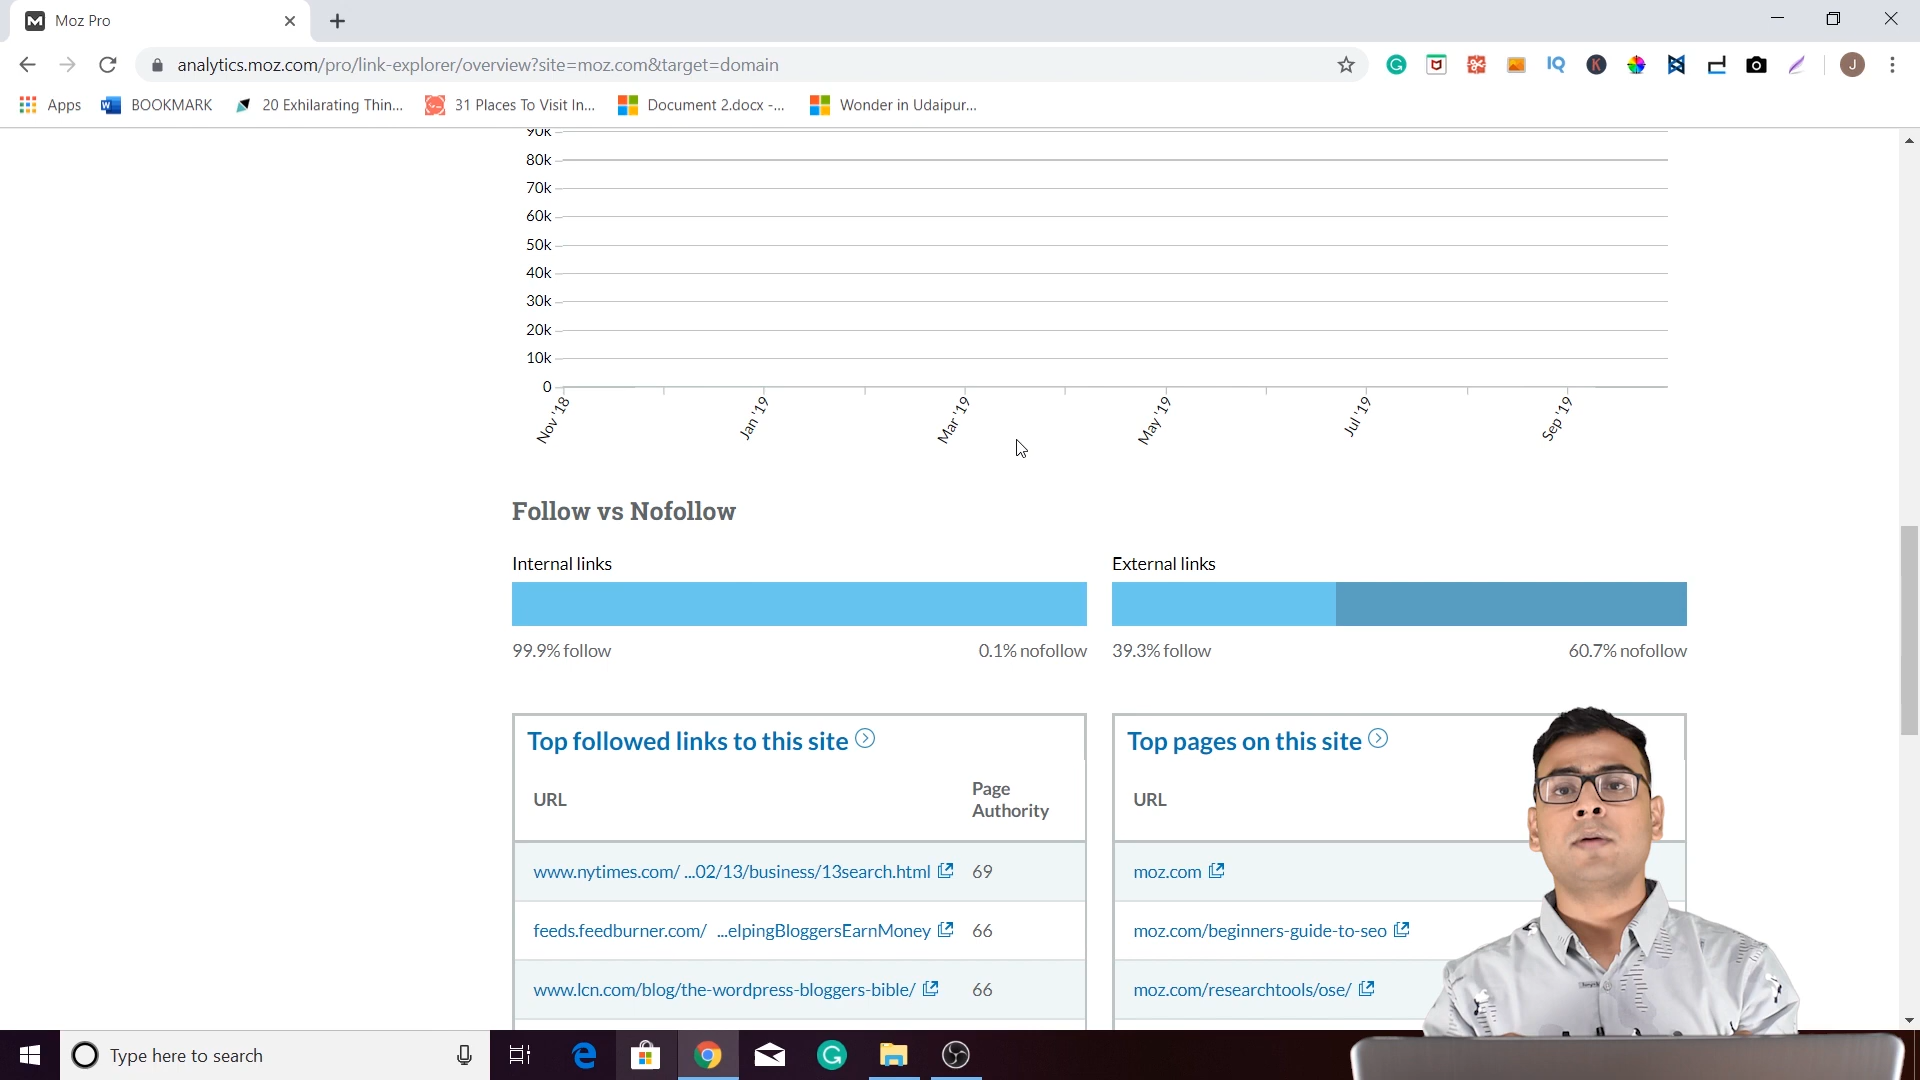 Moz Pro
analytics.moz.com/pro/link-explorer/overview?site=moz.com&target=domain
Apps BOOKMARK 20 Exhilarating Thin... 31 Places To Visit In... Document 2.docx -... Wonder in Udaipur...
90k
80k
70k
60k
50k
40k
30k
20k
10k
0
Nov '18 Jan '19 Mar '19 May '19 Jul '19 Sep '19
Follow vs Nofollow
Internal links
99.9% follow 0.1% nofollow
External links
39.3% follow 60.7% nofollow
Top followed links to this site
URL Page
Authority
www.nytimes.com/ ...02/13/business/13search.html 69
feeds.feedburner.com/ ...elpingBloggersEarnMoney 66
www.lcn.com/blog/the-wordpress-bloggers-bible/ 66
Top pages on this site
URL
moz.com
moz.com/beginners-guide-to-seo
moz.com/researchtools/ose/
Type here to search